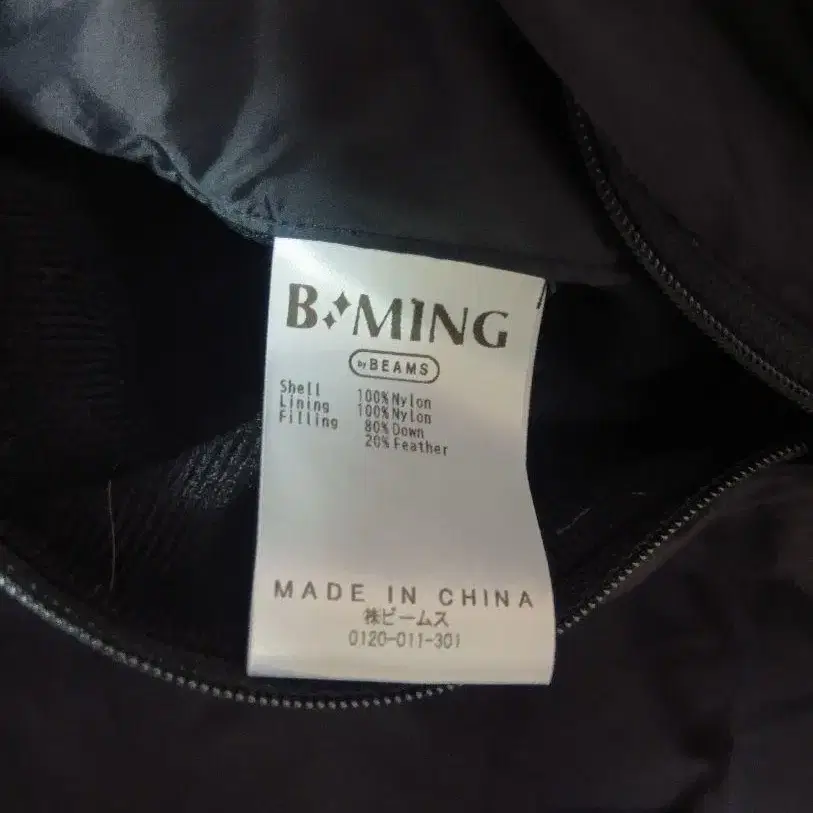 B MING
by BEAMS
Shell 100% Nylon
Lining 100% Nylon
Filling 80% Down
20% Feather
MADE IN CHINA
㈱ビームス
0120-011-301